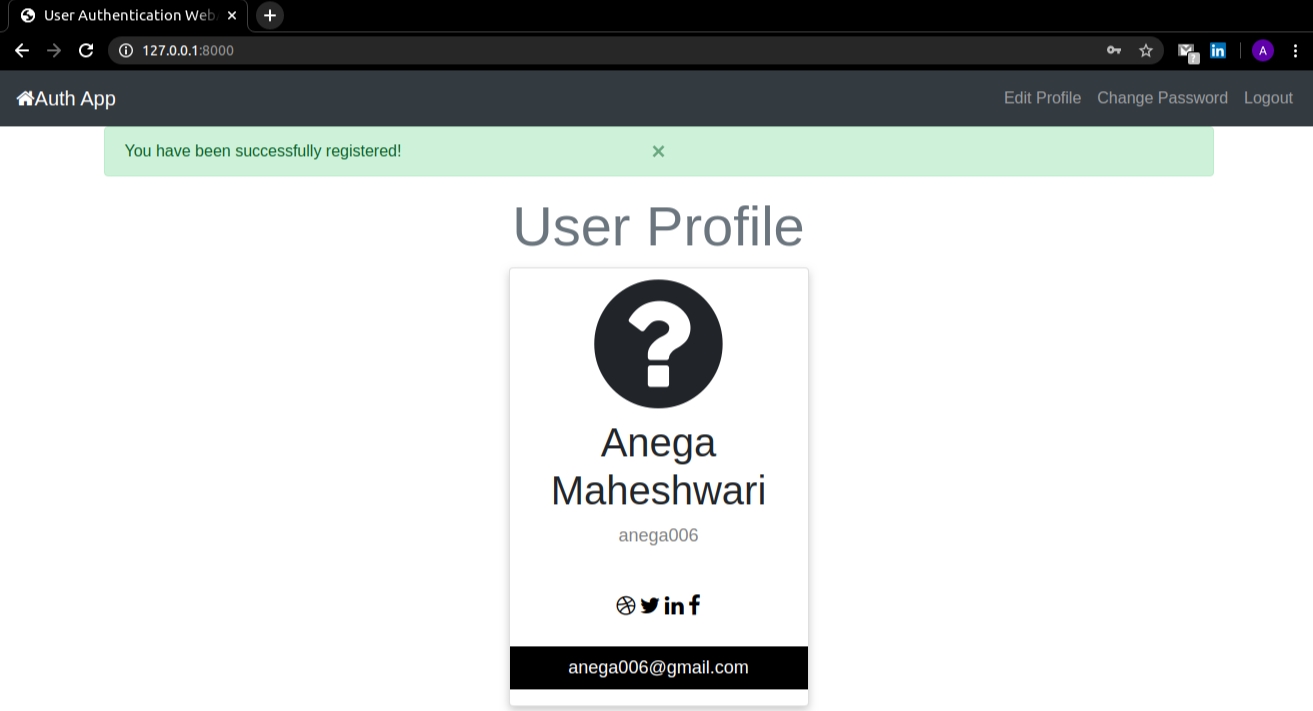 User Authentication Web
127.0.0.1:8000
A
Auth App
Edit Profile Change Password Logout
You have been successfully registered!
×
User Profile
?
Anega
Maheshwari
anega006
in f
anega006@gmail.com